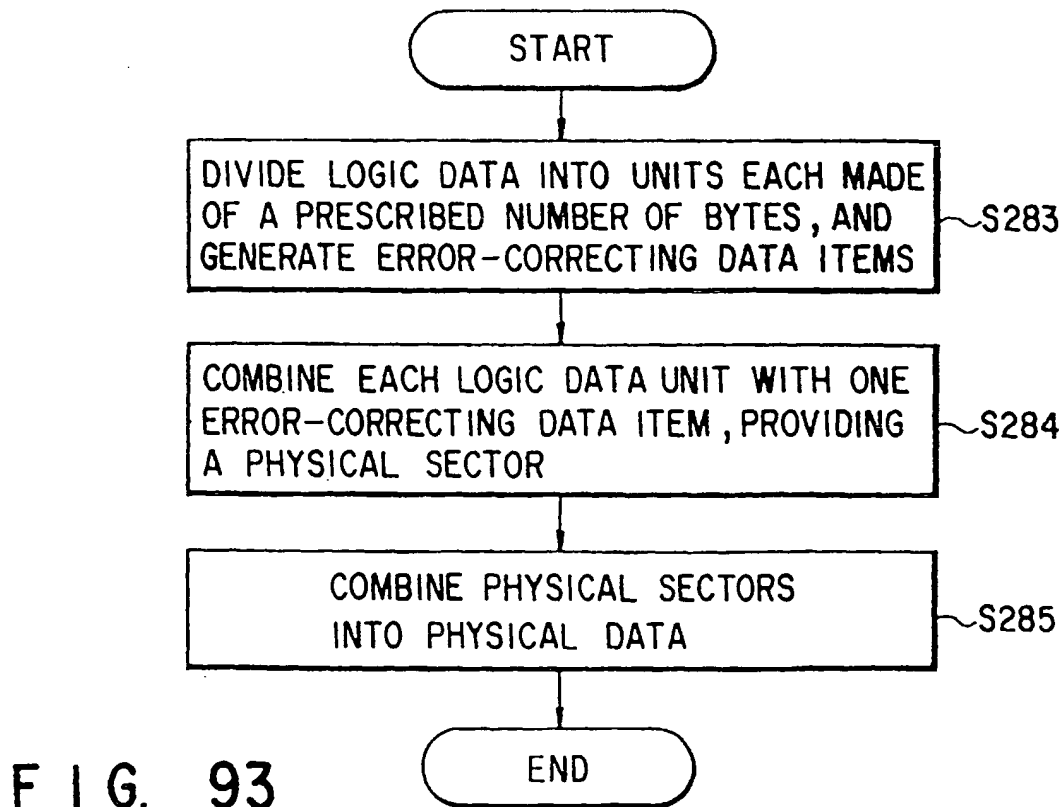 START
DIVIDE LOGIC DATA INTO UNITS EACH MADE
OF A PRESCRIBED NUMBER OF BYTES, AND
GENERATE ERROR-CORRECTING DATA ITEMS
S283
COMBINE EACH LOGIC DATA UNIT WITH ONE
ERROR-CORRECTING DATA ITEM, PROVIDING
A PHYSICAL SECTOR
S284
COMBINE PHYSICAL SECTORS
INTO PHYSICAL DATA
S285
END
FIG. 93